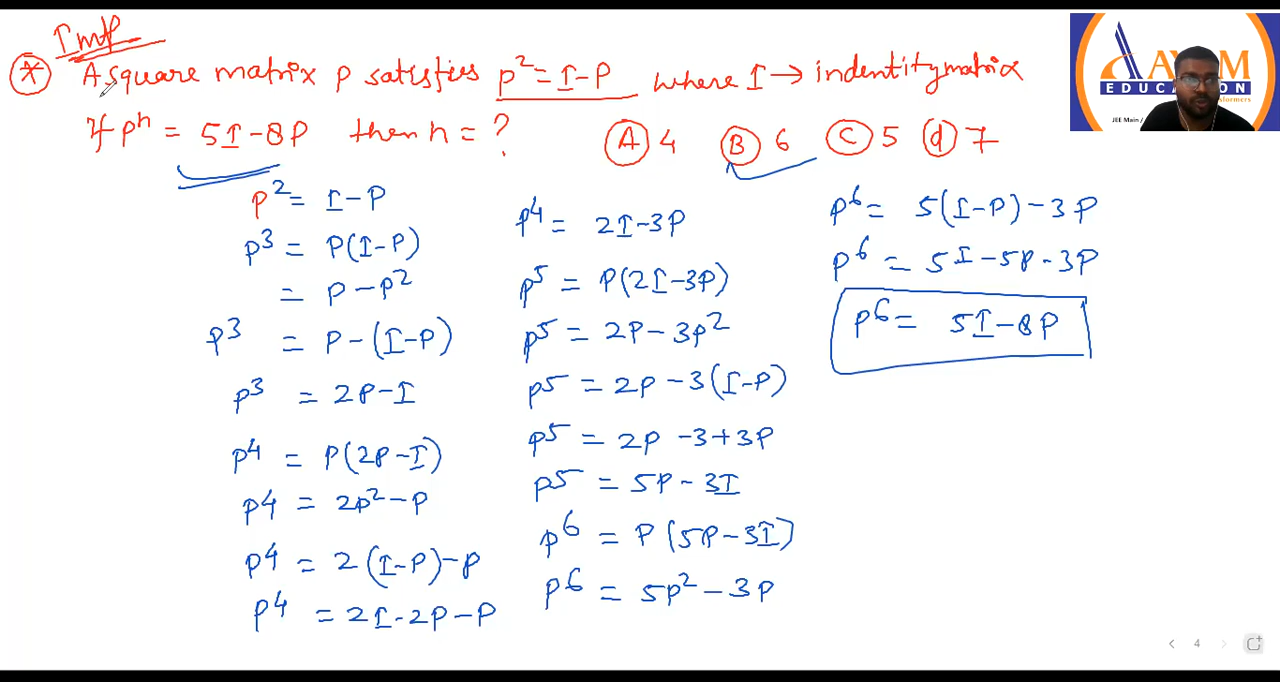 Imp
* A square matrix P satisfies P² = I - P where I → indentity matrix
If Pⁿ = 5I - 8P then n = ? (A) 4 (B) 6 (C) 5 (d) 7
P² = I - P
P³ = P(I - P)
= P - P²
P³ = P - (I - P)
P³ = 2P - I
P⁴ = P(2P - I)
P⁴ = 2P² - P
P⁴ = 2(I - P) - P
P⁴ = 2I - 2P - P
P⁴ = 2I - 3P
P⁵ = P(2I - 3P)
P⁵ = 2P - 3P²
P⁵ = 2P - 3(I - P)
P⁵ = 2P - 3 + 3P
P⁵ = 5P - 3I
P⁶ = P(5P - 3I)
P⁶ = 5P² - 3P
P⁶ = 5(I - P) - 3P
P⁶ = 5I - 5P - 3P
P⁶ = 5I - 8P
EDUCATION
JEE Main /
< 4 >